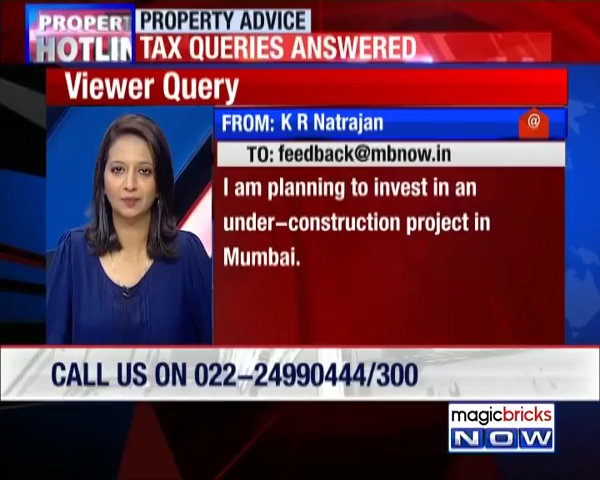 PROPERT
HOTLIN
PROPERTY ADVICE
TAX QUERIES ANSWERED
Viewer Query
FROM: K R Natrajan
@
TO: feedback@mbnow.in
I am planning to invest in an
under-construction project in
Mumbai.
CALL US ON 022-24990444/300
magicbricks
NOW